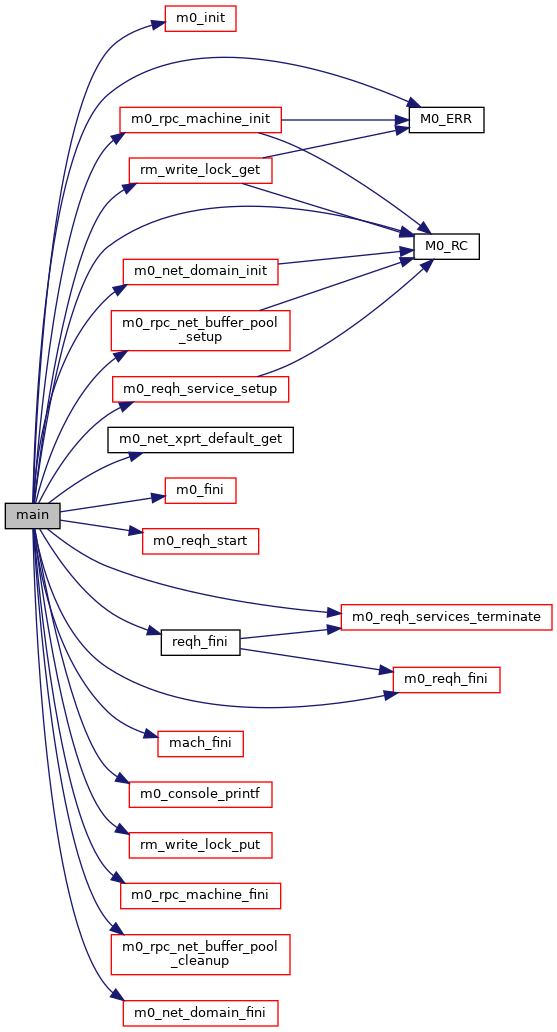 m0_init
M0_ERR
m0_rpc_machine_init
rm_write_lock_get
M0_RC
m0_net_domain_init
m0_rpc_net_buffer_pool
_setup
m0_reqh_service_setup
m0_net_xprt_default_get
m0_fini
main
m0_reqh_start
m0_reqh_services_terminate
reqh_fini
m0_reqh_fini
mach_fini
m0_console_printf
rm_write_lock_put
m0_rpc_machine_fini
m0_rpc_net_buffer_pool
_cleanup
m0_net_domain_fini